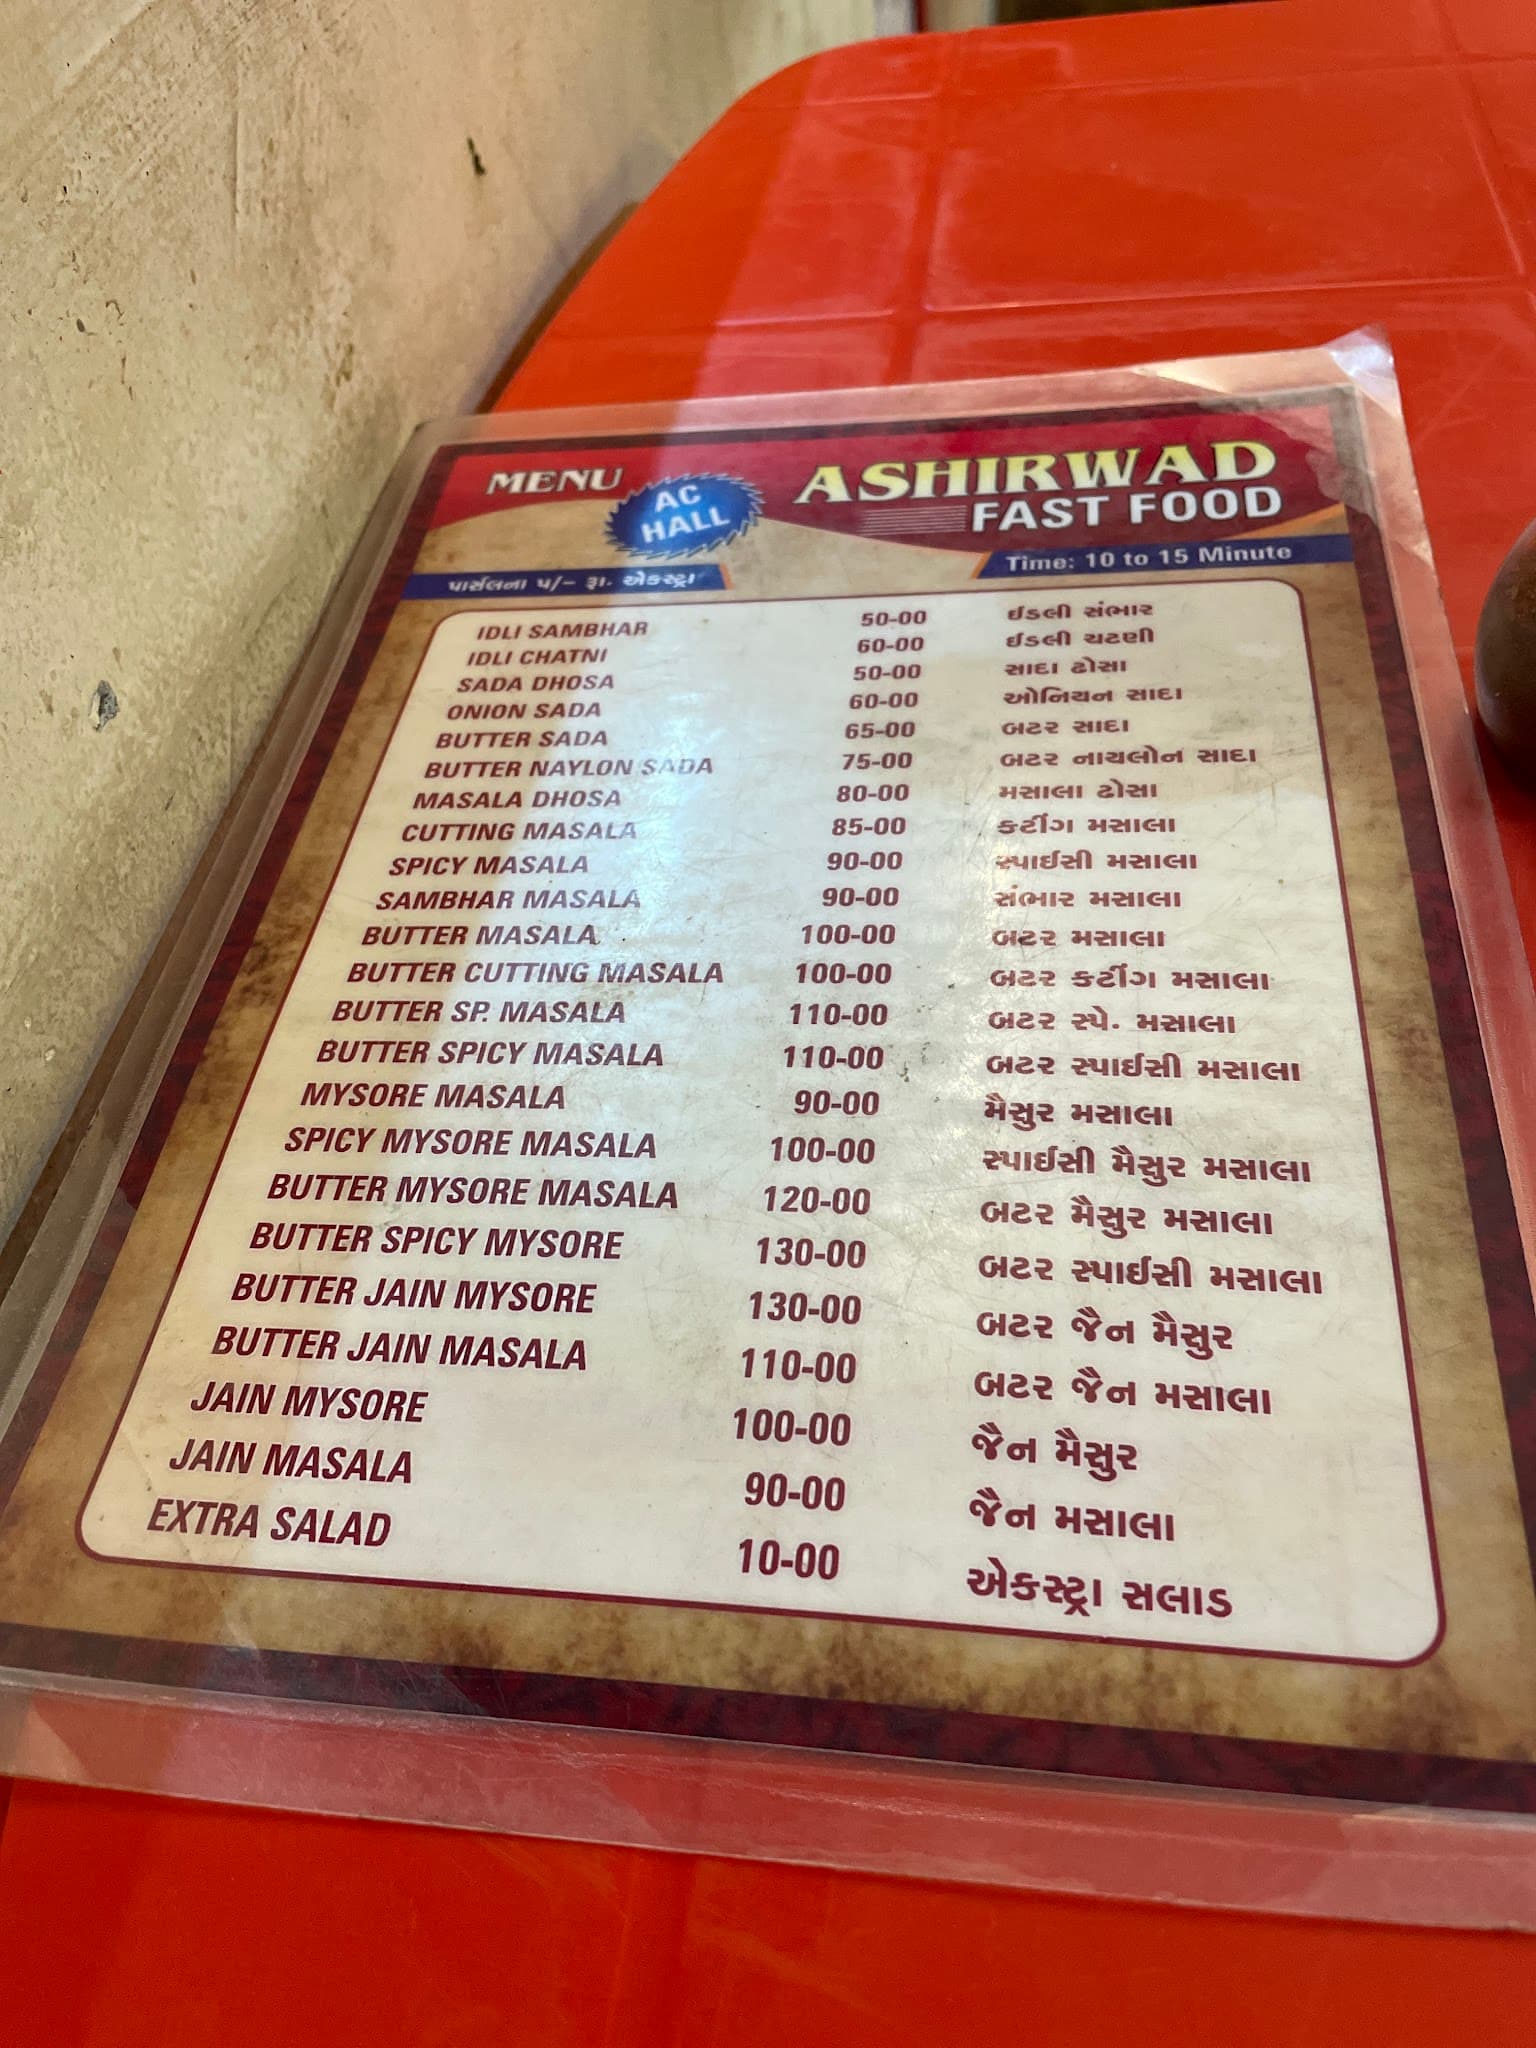 MENU
AC
HALL
ASHIRWAD
FAST FOOD
પાર્સલના ૫/- રૂા. એકસ્ટ્રા
Time: 10 to 15 Minute
IDLI SAMBHAR 50-00 ઈડલી સંભાર
IDLI CHATNI 60-00 ઈડલી ચટણી
SADA DHOSA 50-00 સાદા ઢોસા
ONION SADA 60-00 ઓનિયન સાદા
BUTTER SADA 65-00 બટર સાદા
BUTTER NAYLON SADA 75-00 બટર નાયલોન સાદા
MASALA DHOSA 80-00 મસાલા ઢોસા
CUTTING MASALA 85-00 કટીંગ મસાલા
SPICY MASALA 90-00 સ્પાઈસી મસાલા
SAMBHAR MASALA 90-00 સંભાર મસાલા
BUTTER MASALA 100-00 બટર મસાલા
BUTTER CUTTING MASALA 100-00 બટર કટીંગ મસાલા
BUTTER SP. MASALA 110-00 બટર સ્પે. મસાલા
BUTTER SPICY MASALA 110-00 બટર સ્પાઈસી મસાલા
MYSORE MASALA 90-00 મૈસુર મસાલા
SPICY MYSORE MASALA 100-00 સ્પાઈસી મૈસુર મસાલા
BUTTER MYSORE MASALA 120-00 બટર મૈસુર મસાલા
BUTTER SPICY MYSORE 130-00 બટર સ્પાઈસી મસાલા
BUTTER JAIN MYSORE 130-00 બટર જૈન મૈસુર
BUTTER JAIN MASALA 110-00 બટર જૈન મસાલા
JAIN MYSORE 100-00 જૈન મૈસુર
JAIN MASALA 90-00 જૈન મસાલા
EXTRA SALAD 10-00 એકસ્ટ્રા સલાડ